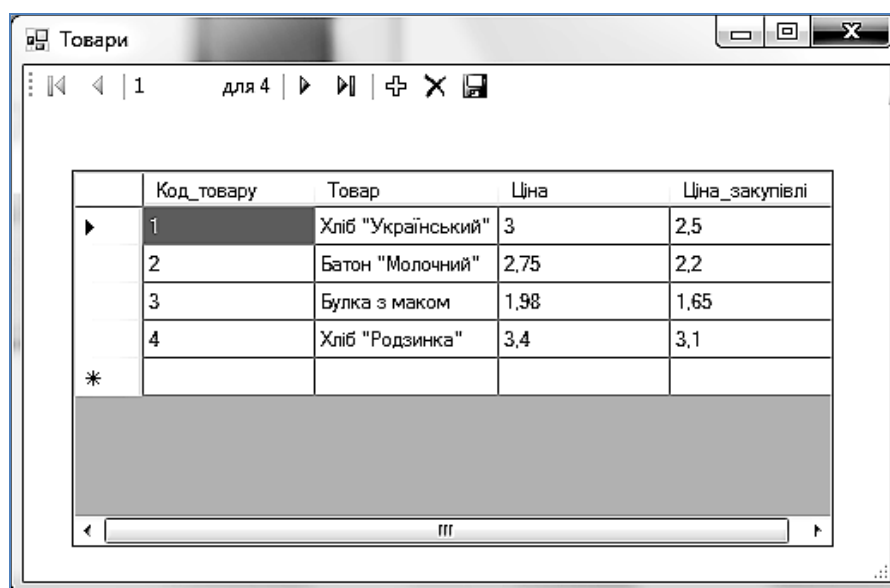 Товари
1 для 4
Код_товару Товар Ціна Ціна_закупівлі
1 Хліб "Український" 3 2,5
2 Батон "Молочний" 2,75 2,2
3 Булка з маком 1,98 1,65
4 Хліб "Родзинка" 3,4 3,1